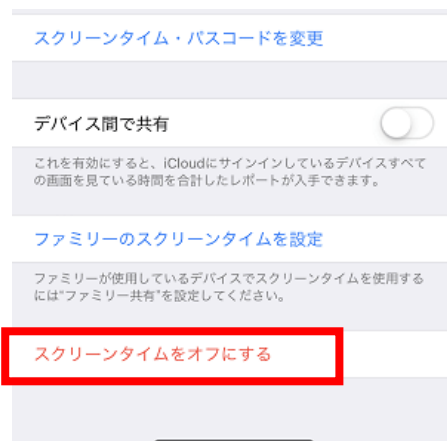 スクリーンタイム・パスコードを変更
デバイス間で共有
これを有効にすると、iCloudにサインインしているデバイスすべて
の画面を見ている時間を合計したレポートが入手できます。
ファミリーのスクリーンタイムを設定
ファミリーが使用しているデバイスでスクリーンタイムを使用する
には"ファミリー共有"を設定してください。
スクリーンタイムをオフにする